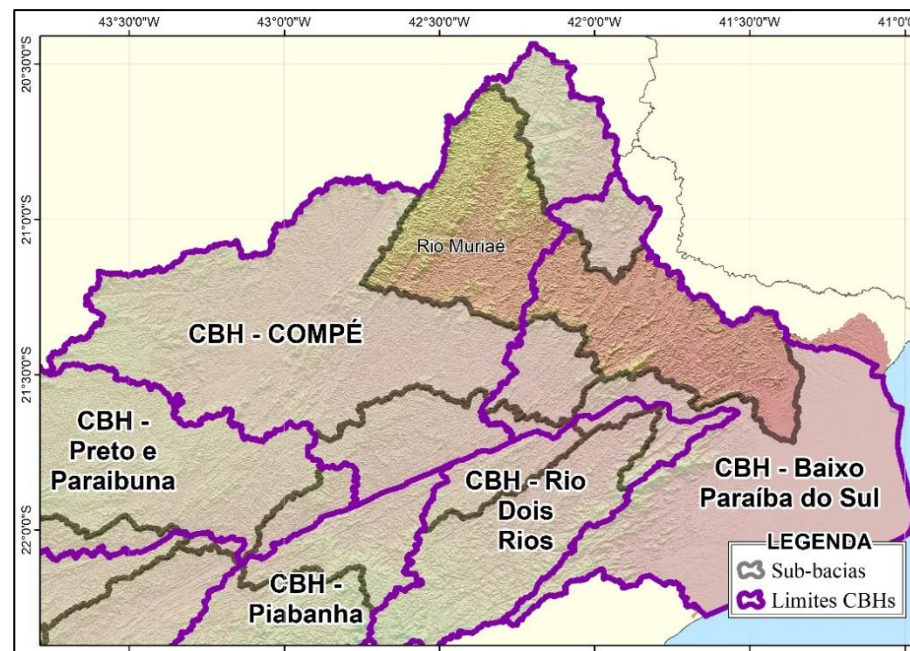 43°30'0"W
43°0'0"W
42°30'0"W
42°0'0"W
41°30'0"W
41°0'
20°30'0"S
21°0'0"S
21°30'0"S
22°0'0"S
Rio Muriaé
CBH - COMPÉ
CBH -
Preto e
Paraibuna
CBH - Rio
Dois
Rios
CBH - Baixo
Paraíba do Sul
CBH -
Piabanha
LEGENDA
Sub-bacias
Limites CBHs